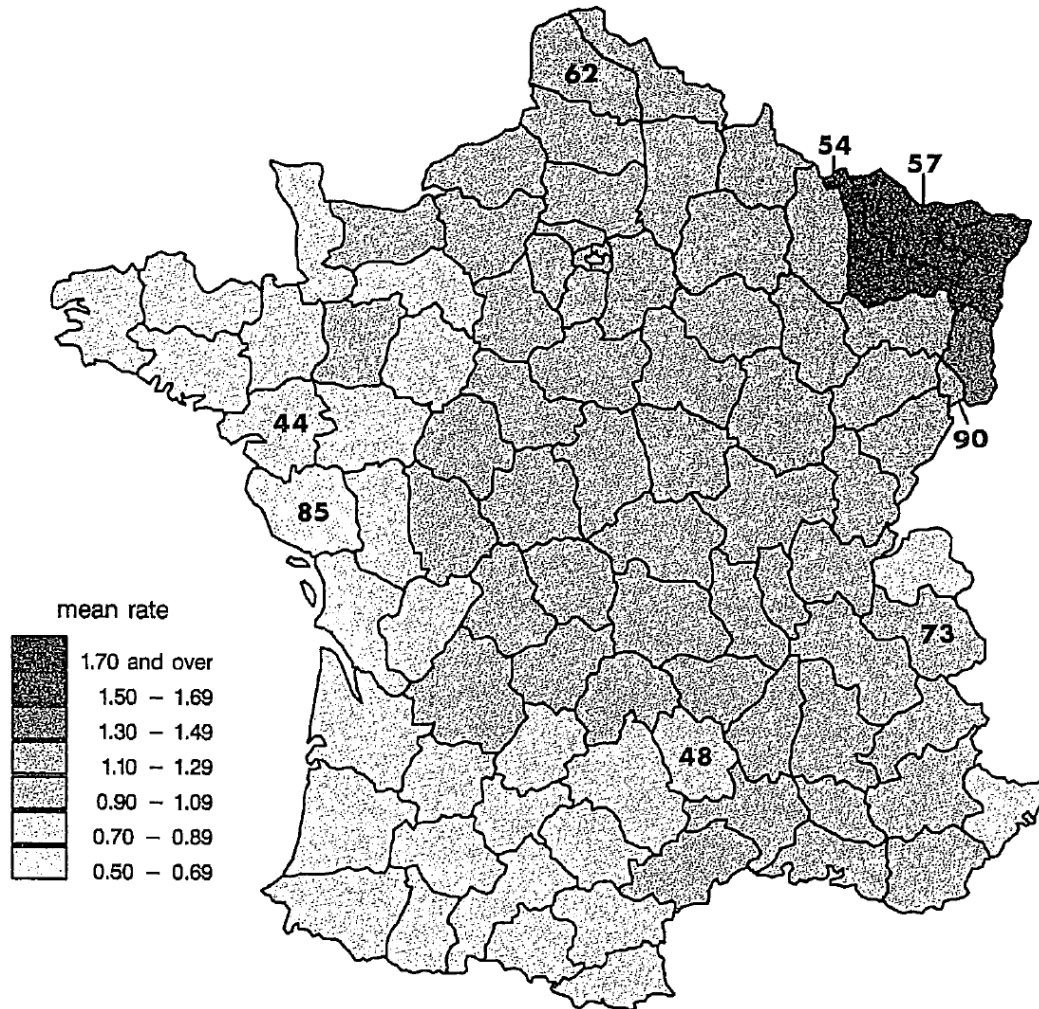 62
54
57
44
90
85
mean rate
73
1.70 and over
1.50 – 1.69
1.30 – 1.49
48
1.10 – 1.29
0.90 – 1.09
0.70 – 0.89
0.50 – 0.69